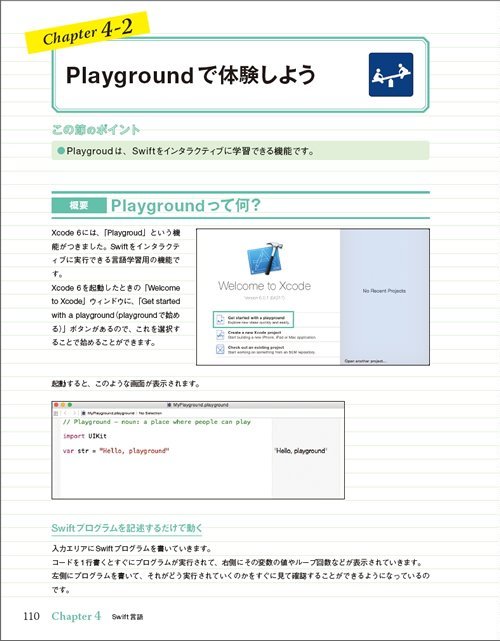 Chapter 4-2
Playgroundで体験しよう
この節のポイント
●Playgroudは、Swiftをインタラクティブに学習できる機能です。
概要 Playgroundって何？
Xcode 6には、「Playgroud」という機
能がつきました。Swiftをインタラクテ
ィブに実行できる言語学習用の機能で
す。
Xcode 6を起動したときの「Welcome
to Xcode」ウィンドウに、「Get started
with a playground（playgroundで始め
る）」ボタンがあるので、これを選択す
ることで始めることができます。
Welcome to Xcode
Get started with a playground
Explore new ideas quickly and easily.
Create a new Xcode project
Start building a new iPhone, iPad or Mac application.
Check out an existing project
Start working on something from an SCM repository.
No Recent Projects
Open another project...
起動すると、このような画面が表示されます。
MyPlayground.playground
MyPlayground.playground › No Selection
// Playground - noun: a place where people can play
import UIKit
var str = "Hello, playground"
"Hello, playground"
Swiftプログラムを記述するだけで動く
入力エリアにSwiftプログラムを書いていきます。
コードを1行書くとすぐにプログラムが実行されて、右側にその変数の値やループ回数などが表示されていきます。
左側にプログラムを書いて、それがどう実行されていくのかをすぐに見て確認することができるようになっているの
です。
110 Chapter 4 Swift言語